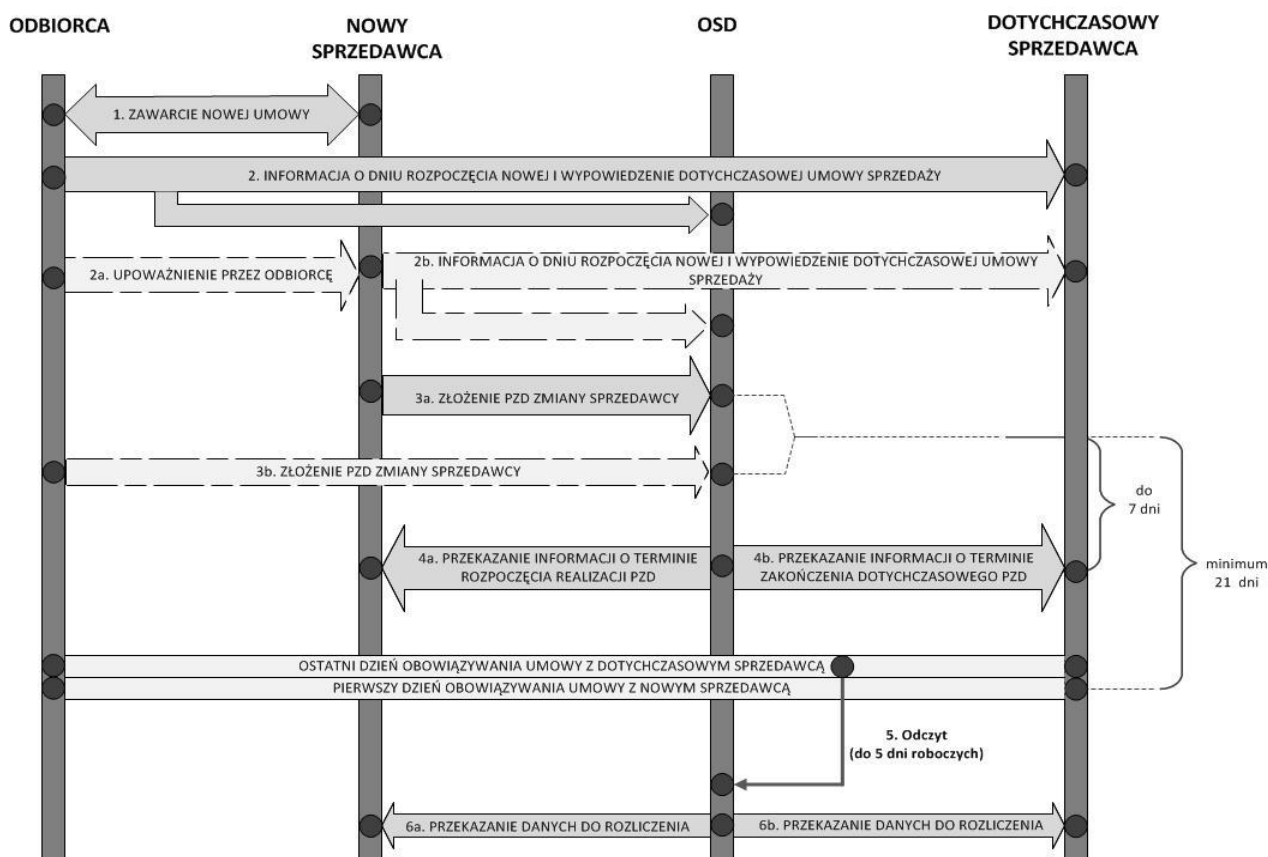 ODBIORCA
NOWY
SPRZEDAWCA
OSD
DOTYCHCZASOWY
SPRZEDAWCA
1. ZAWARCIE NOWEJ UMOWY
2. INFORMACJA O DNIU ROZPOCZĘCIA NOWEJ I WYPOWIEDZENIE DOTYCHCZASOWEJ UMOWY SPRZEDAŻY
2a. UPOWAŻNIENIE PRZEZ ODBIORCĘ
2b. INFORMACJA O DNIU ROZPOCZĘCIA NOWEJ I WYPOWIEDZENIE DOTYCHCZASOWEJ UMOWY
SPRZEDAŻY
3a. ZŁOŻENIE PZD ZMIANY SPRZEDAWCY
3b. ZŁOŻENIE PZD ZMIANY SPRZEDAWCY
do
7 dni
4a. PRZEKAZANIE INFORMACJI O TERMINIE
ROZPOCZĘCIA REALIZACJI PZD
4b. PRZEKAZANIE INFORMACJI O TERMINIE
ZAKOŃCZENIA DOTYCHCZASOWEGO PZD
minimum
21 dni
OSTATNI DZIEŃ OBOWIĄZYWANIA UMOWY Z DOTYCHCZASOWYM SPRZEDAWCĄ
PIERWSZY DZIEŃ OBOWIĄZYWANIA UMOWY Z NOWYM SPRZEDAWCĄ
5. Odczyt
(do 5 dni roboczych)
6a. PRZEKAZANIE DANYCH DO ROZLICZENIA
6b. PRZEKAZANIE DANYCH DO ROZLICZENIA